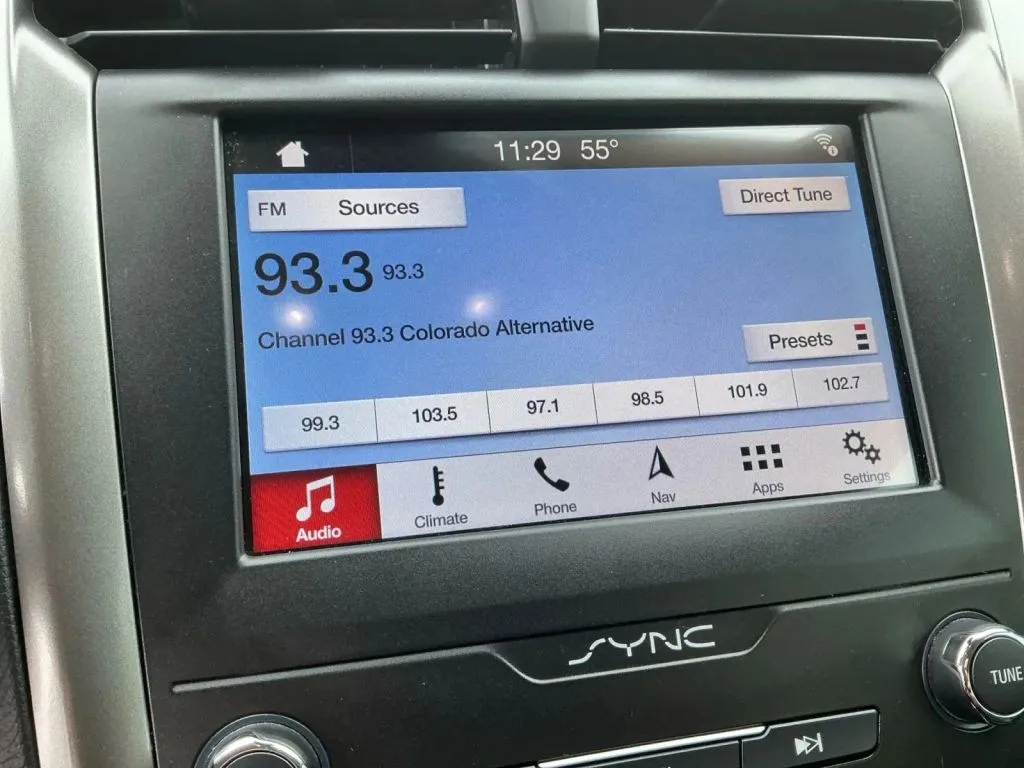 11:29 55°
FM Sources
Direct Tune
93.3 93.3
Channel 93.3 Colorado Alternative
Presets
99.3 103.5 97.1 98.5 101.9 102.7
Audio Climate Phone Nav Apps Settings
SYNC
TUNE